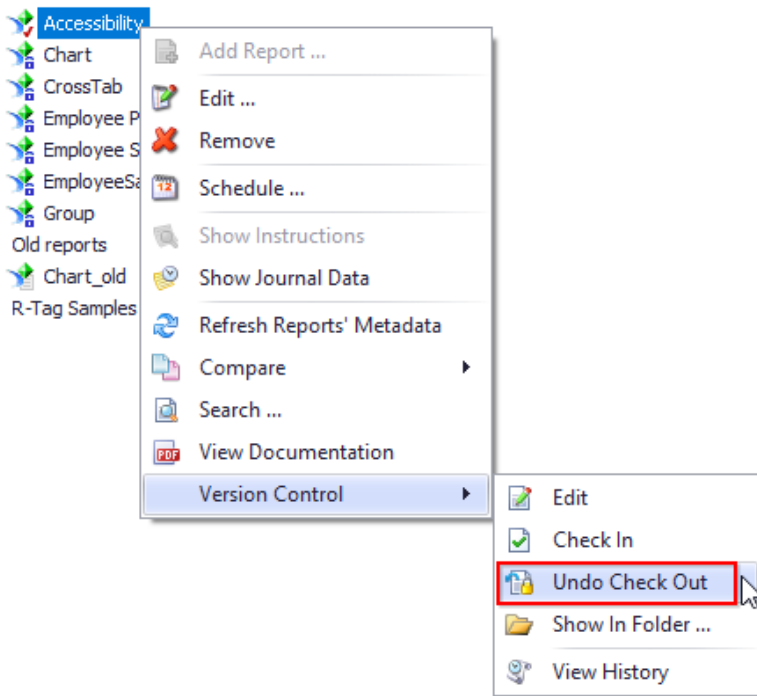 Accessibility
Chart
CrossTab
Employee P
Employee S
EmployeeSa
Group
Old reports
Chart_old
R-Tag Samples
Add Report ...
Edit ...
Remove
12
Schedule ...
Show Instructions
Show Journal Data
Refresh Reports' Metadata
Compare
Search ...
PDF
View Documentation
Version Control
Edit
Check In
Undo Check Out
Show In Folder ...
View History